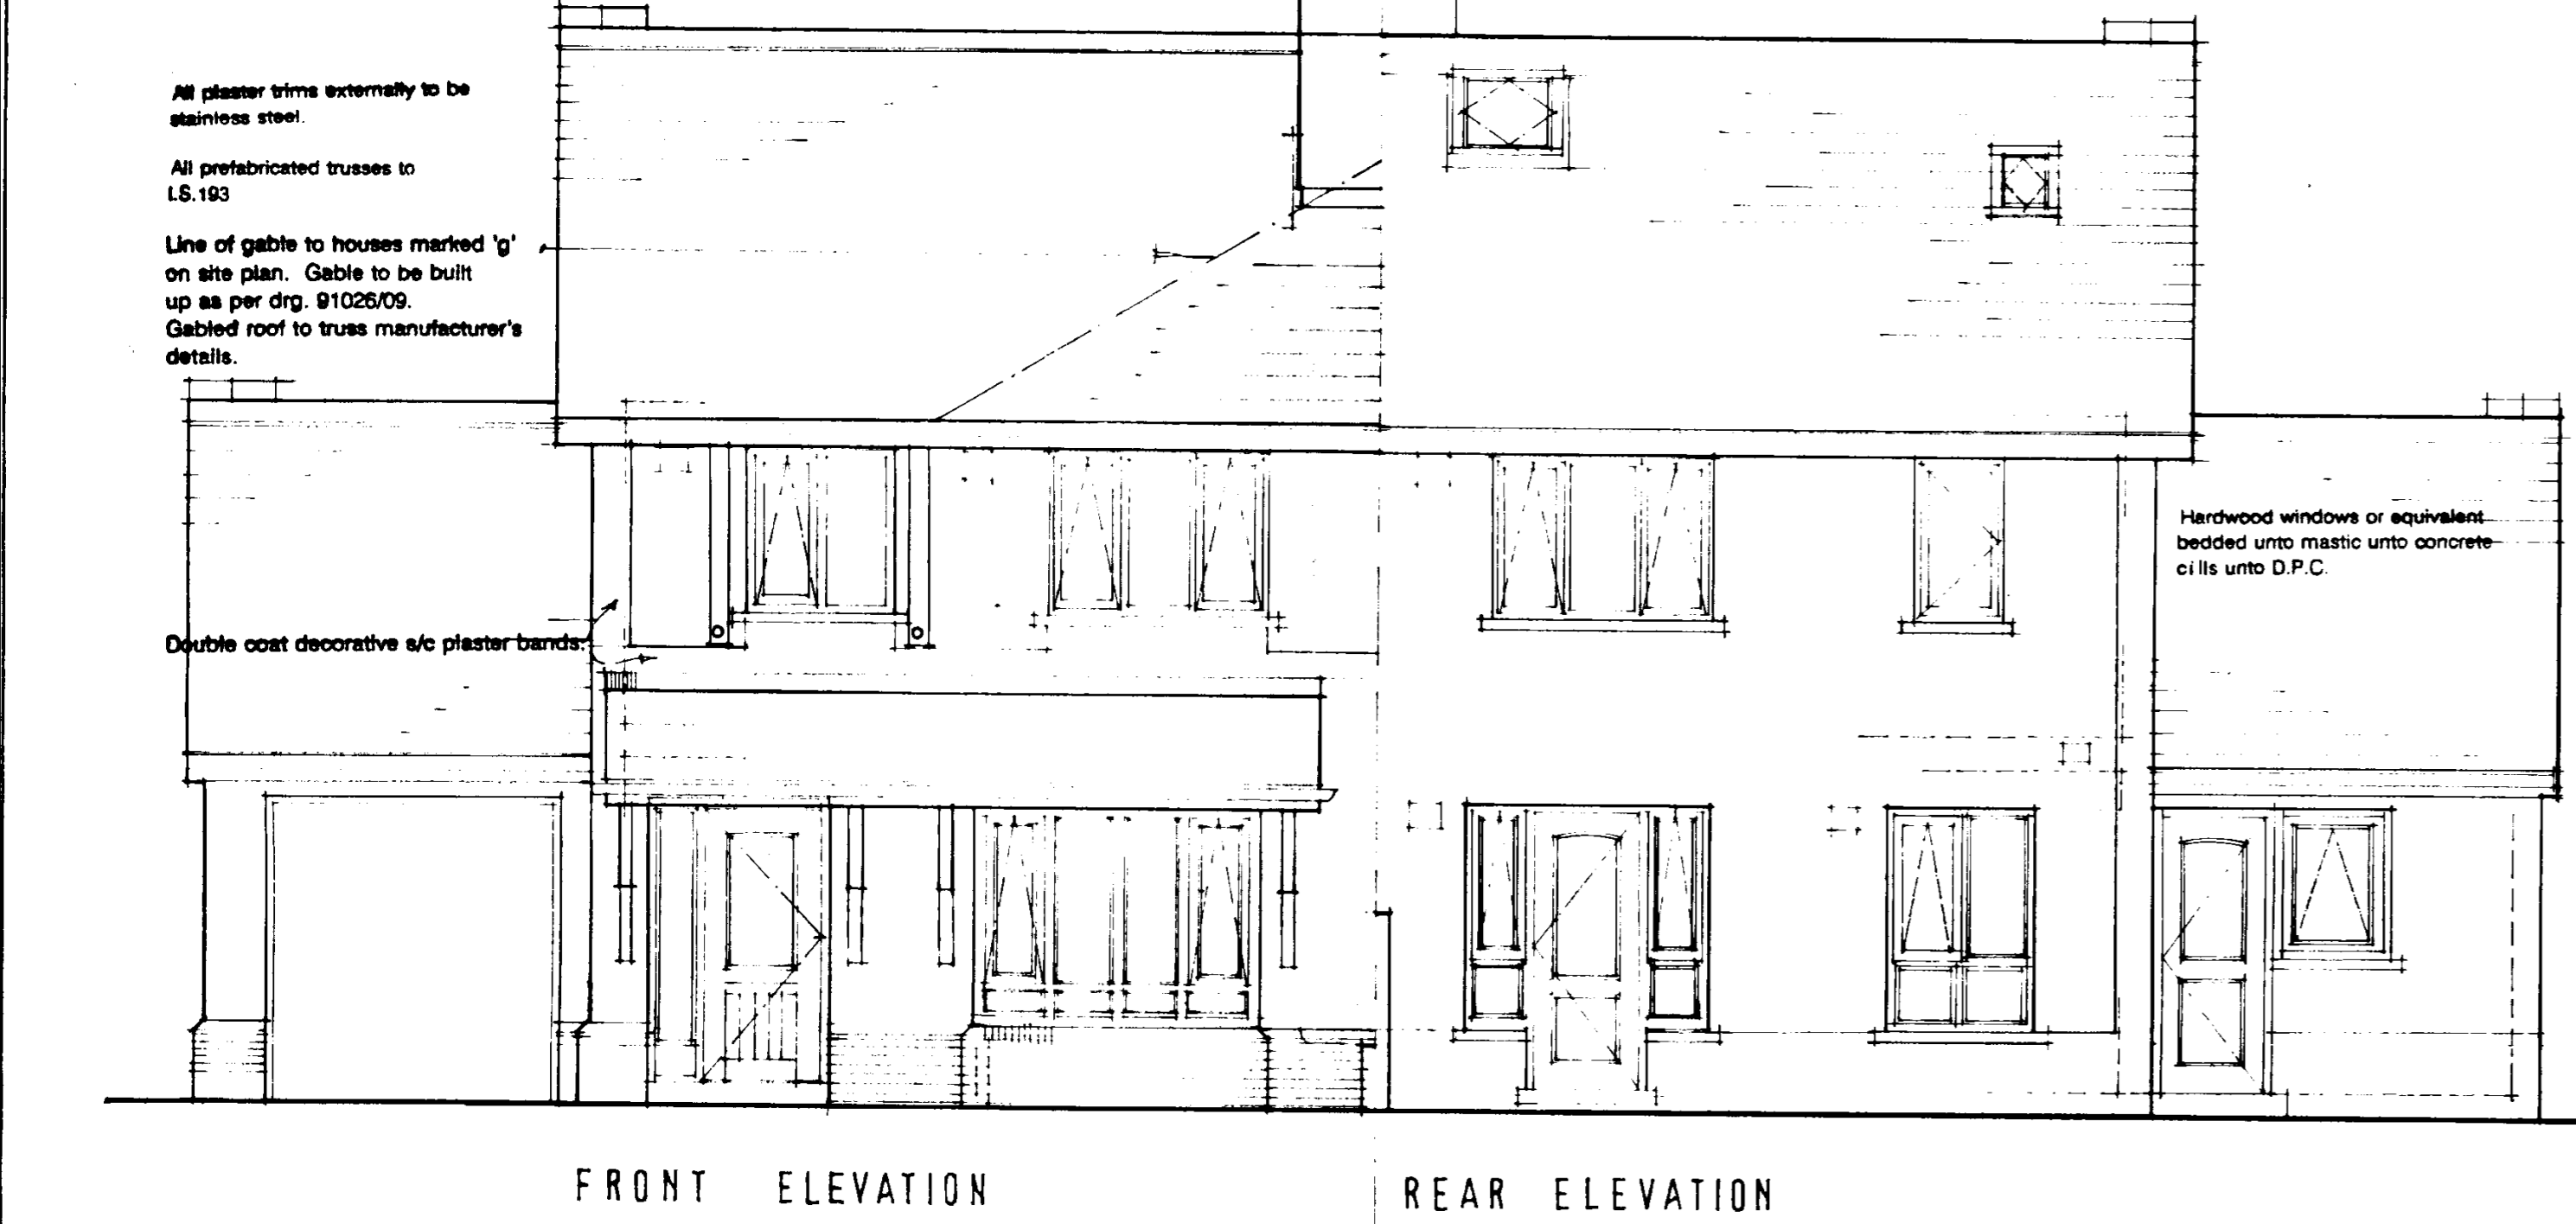 All plaster trims externally to be
stainless steel.
All prefabricated trusses to
I.S.193
Line of gable to houses marked 'g'
on site plan. Gable to be built
up as per drg. 91026/09.
Gabled roof to truss manufacturer's
details.
Hardwood windows or equivalent
bedded unto mastic unto concrete
cills unto D.P.C.
Double coat decorative s/c plaster bands.
FRONT ELEVATION
REAR ELEVATION